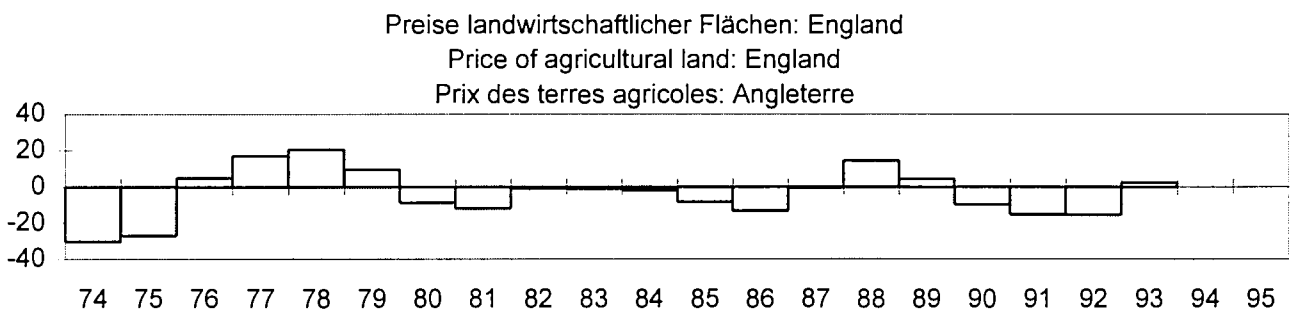 Preise landwirtschaftlicher Flächen: England
Price of agricultural land: England
Prix des terres agricoles: Angleterre
40
20
0
-20
-40
74 75 76 77 78 79 80 81 82 83 84 85 86 87 88 89 90 91 92 93 94 95